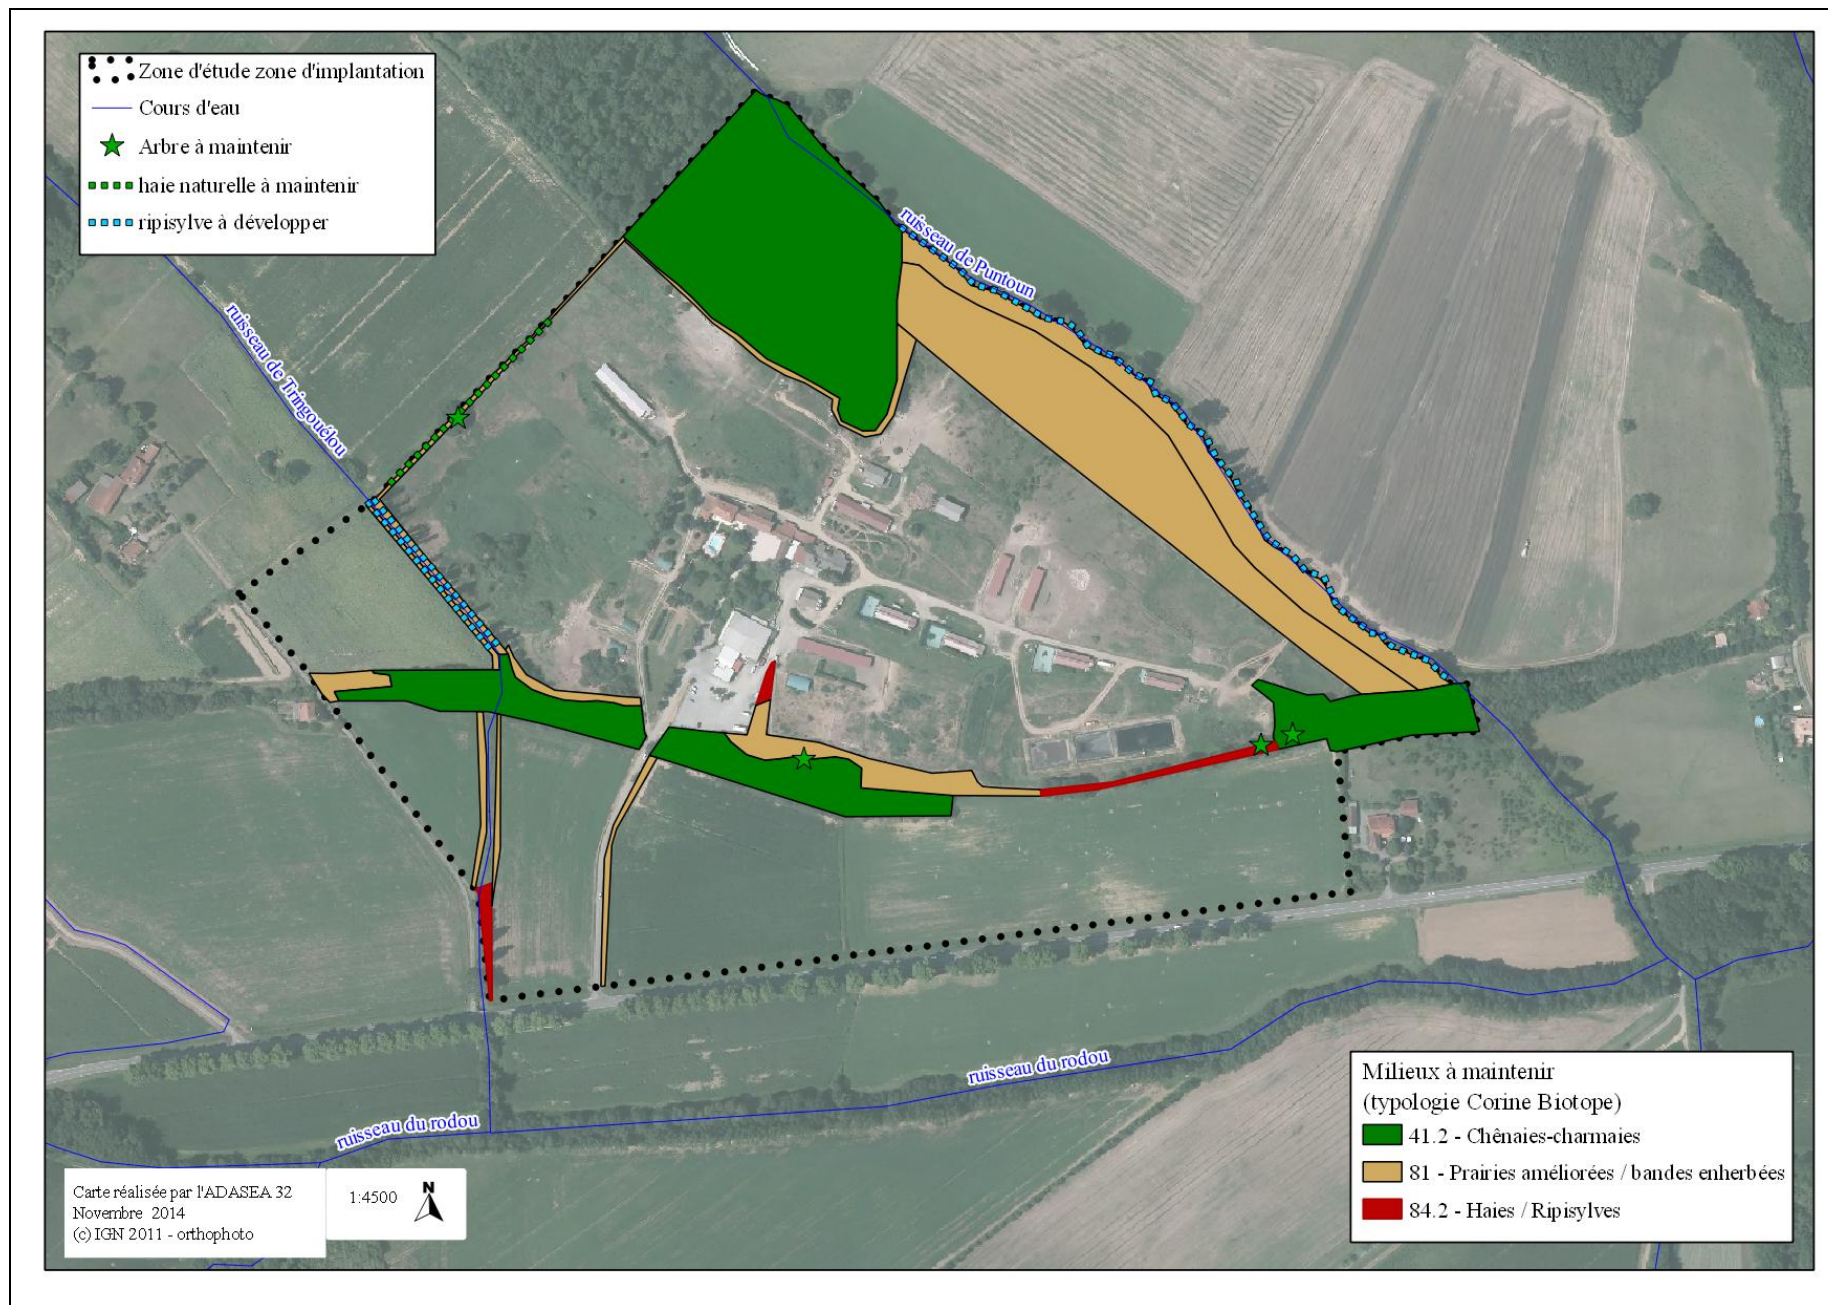 Zone d'étude zone d'implantation
Cours d'eau
Arbre à maintenir
haie naturelle à maintenir
ripisylve à développer
ruisseau de Puntoun
ruisseau de Tringouélou
ruisseau du rodou
ruisseau du rodou
Milieux à maintenir
(typologie Corine Biotope)
41.2 - Chênaies-charmaies
81 - Prairies améliorées / bandes enherbées
84.2 - Haies / Ripisylves
Carte réalisée par l'ADASEA 32
Novembre 2014
(c) IGN 2011 - orthophoto
1:4500
N